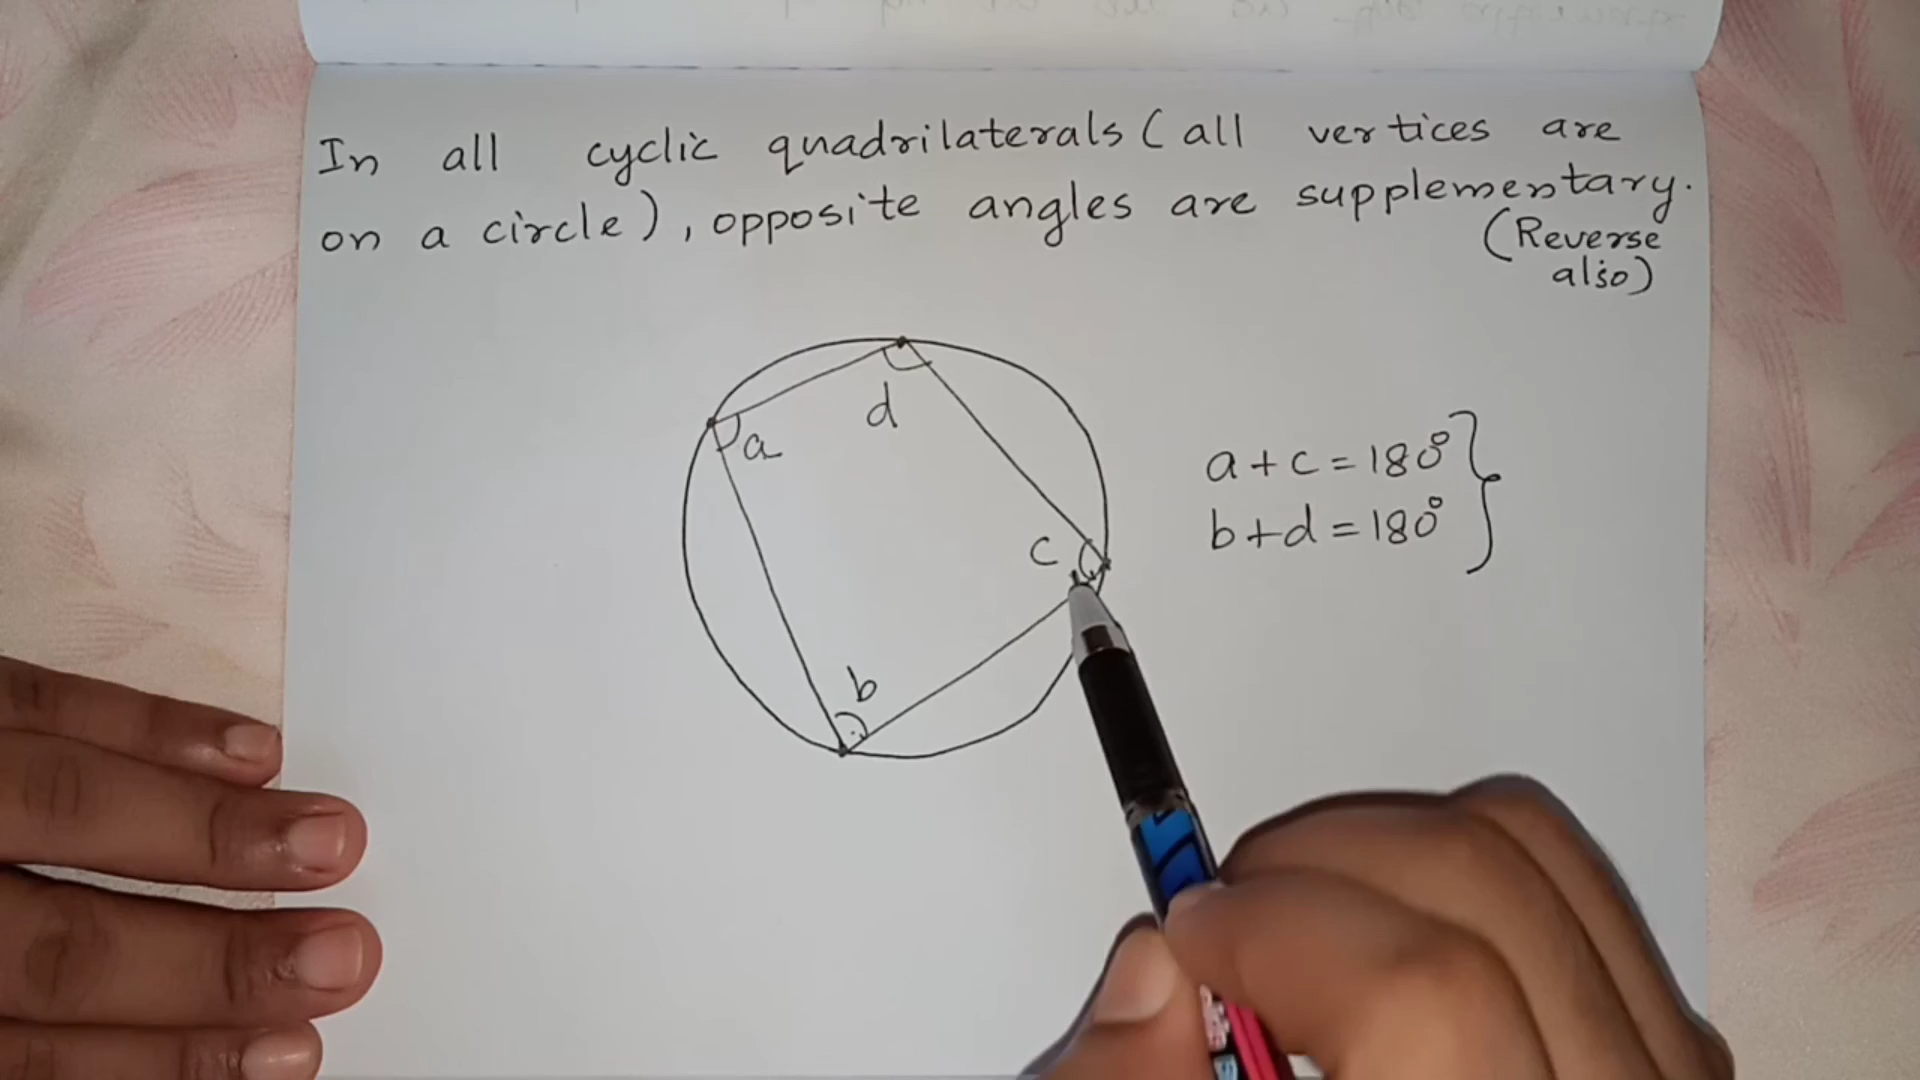 In all cyclic quadrilaterals (all vertices are
on a circle), opposite angles are supplementary.
(Reverse
also)
d
a
a + c = 180°
c
b + d = 180°
b